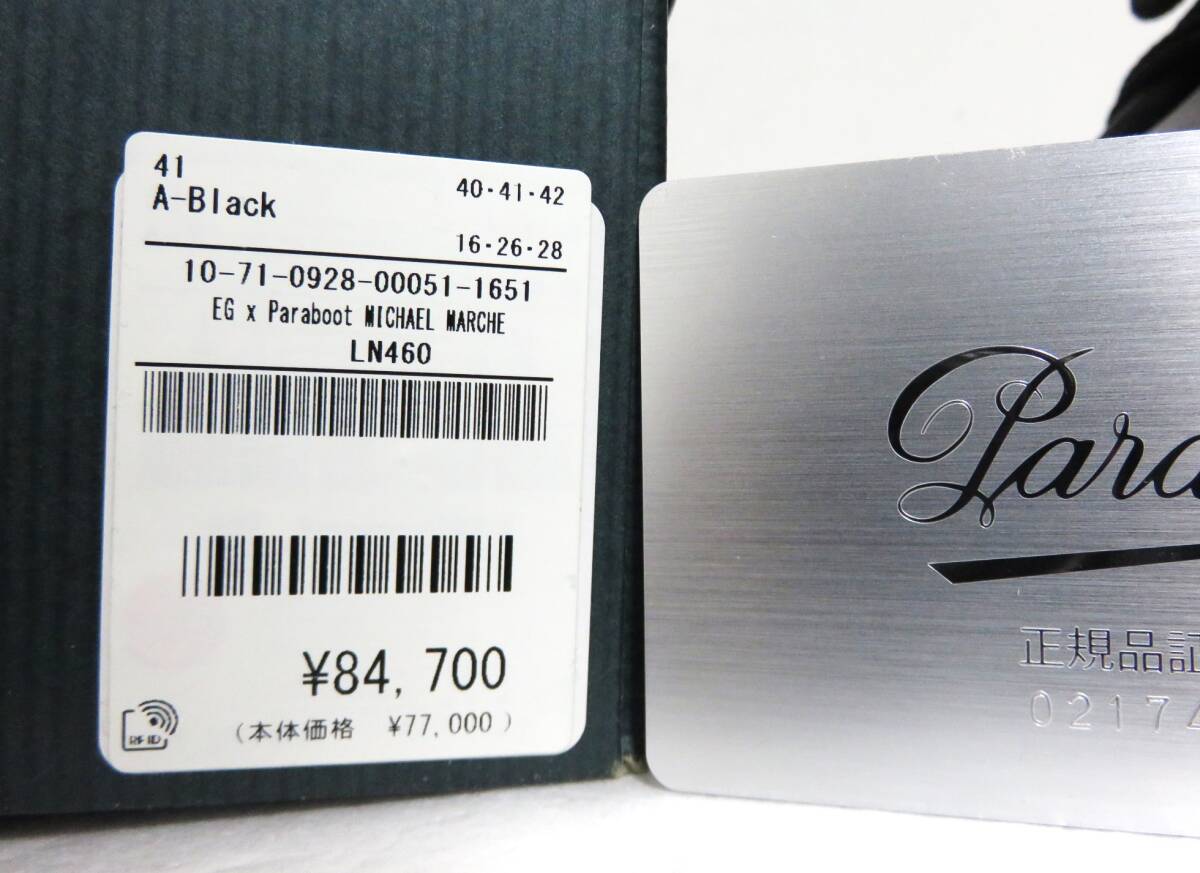 41
A-Black
40・41・42
16・26・28
10-71-0928-00051-1651
EG x Paraboot MICHAEL MARCHE
LN460
¥84,700
(本体価格 ¥77,000)
RFID
Para
正規品証
0217